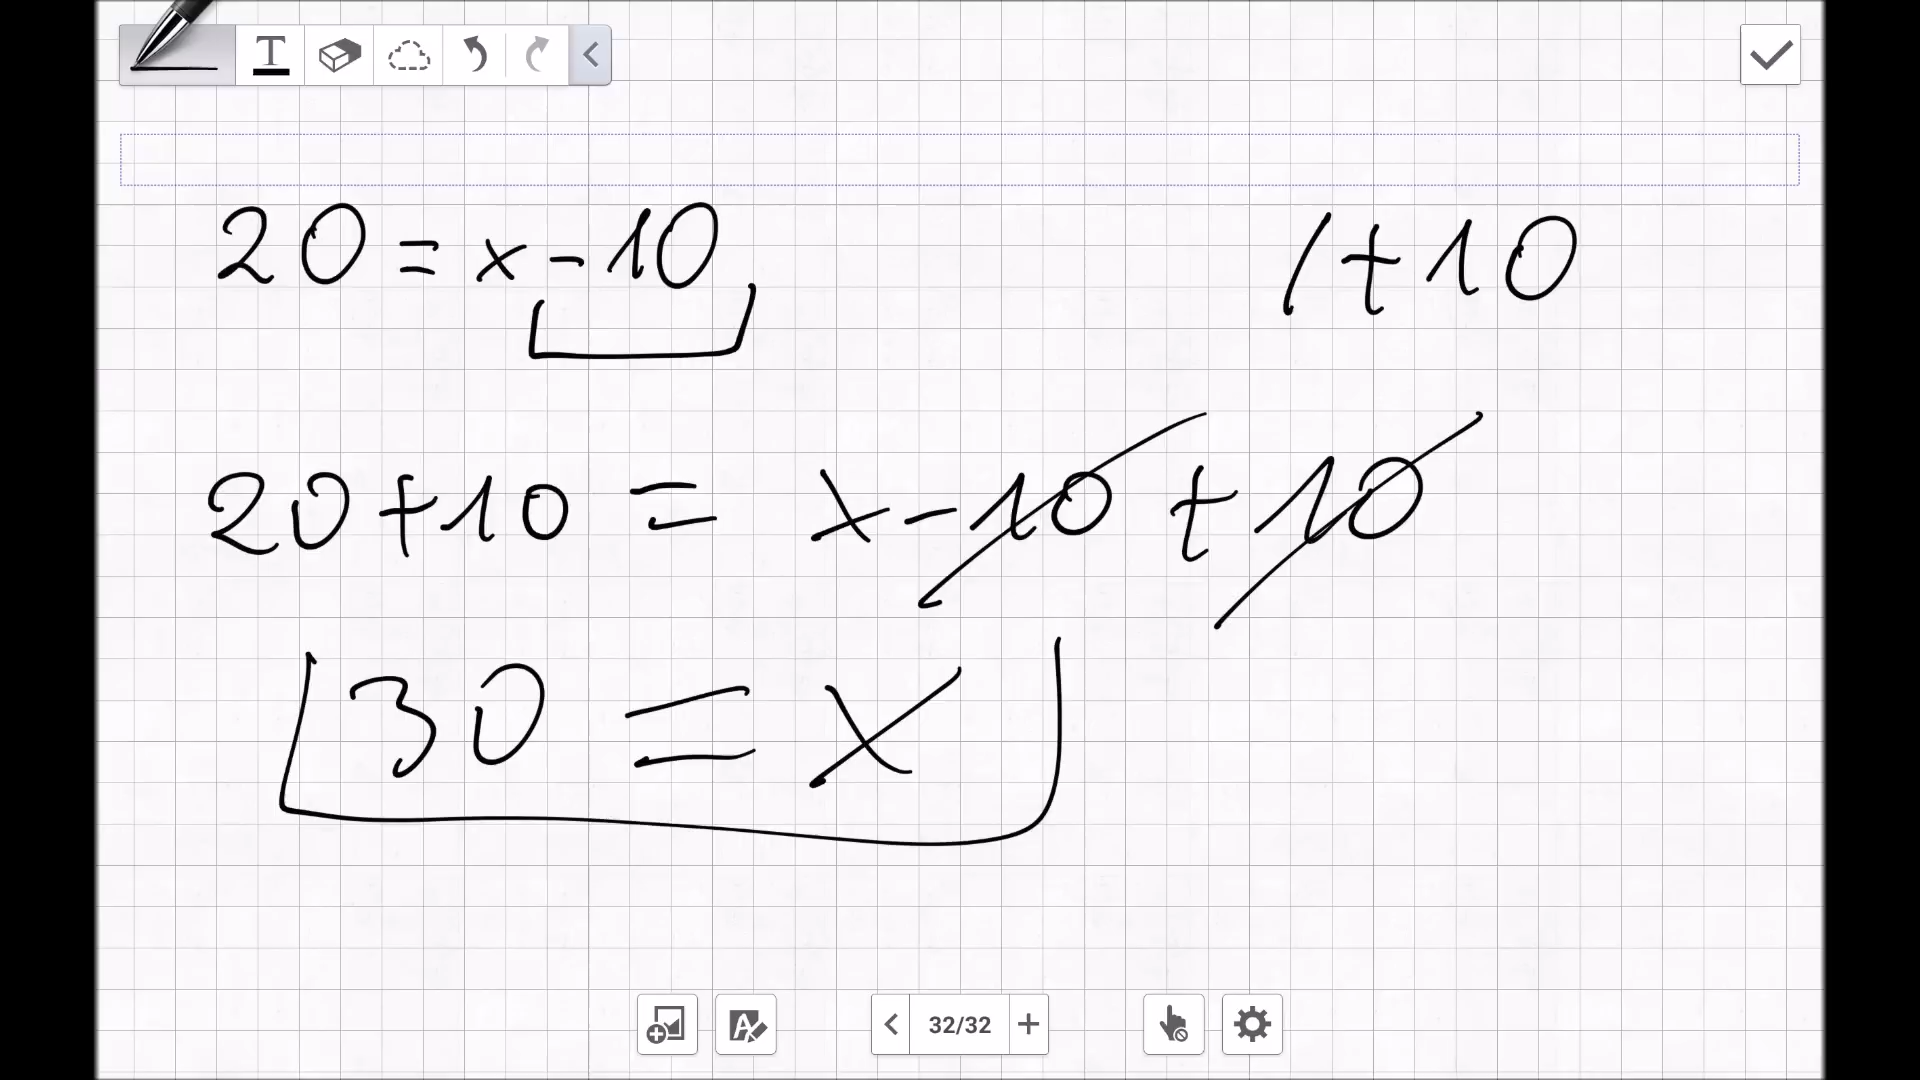 T
20 = x - 10 / + 10
20 + 10 = x - 10 + 10
30 = x
A
32/32